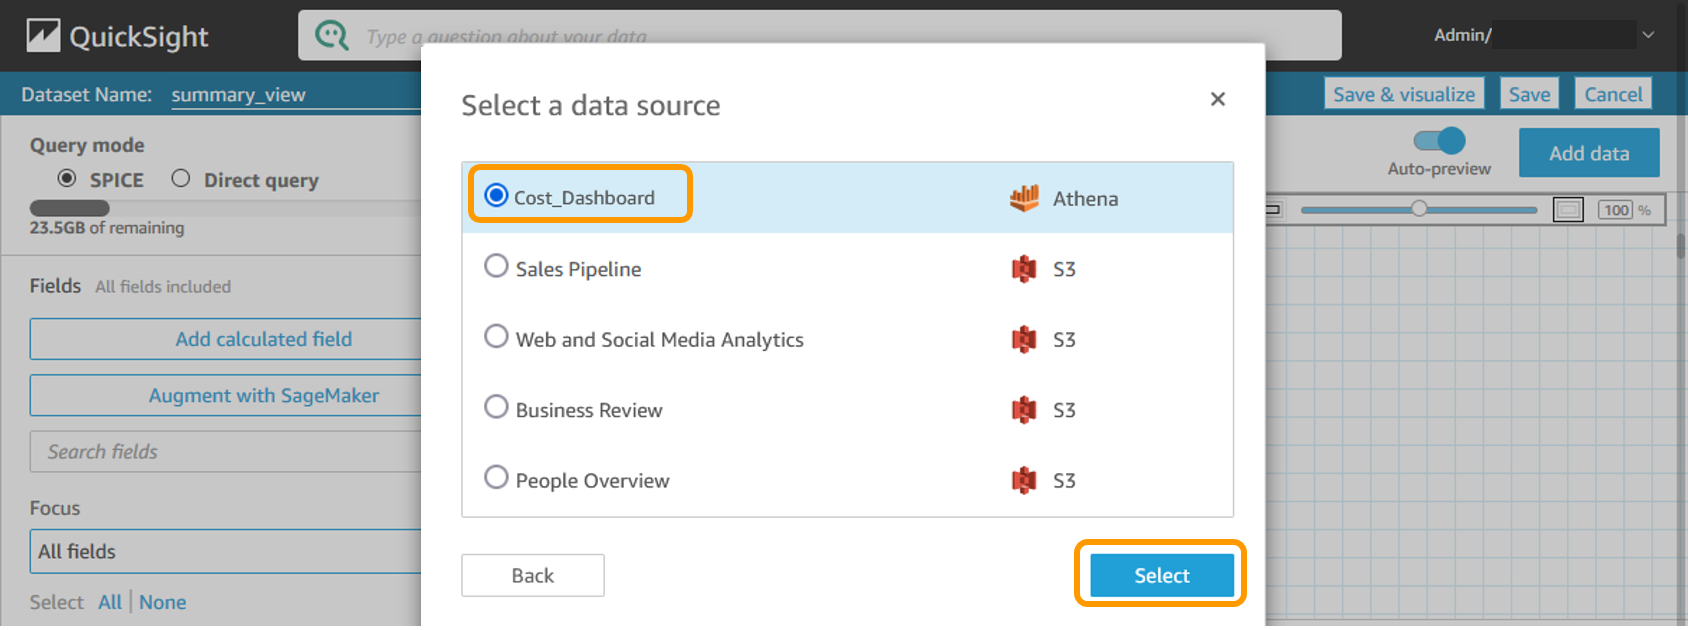 QuickSight
Type a question about your data
Admin/
Dataset Name: summary_view
Save & visualize
Save
Cancel
Query mode
SPICE
Direct query
23.5GB of remaining
Fields All fields included
Add calculated field
Augment with SageMaker
Search fields
Focus
All fields
Select All | None
Select a data source
×
Cost_Dashboard Athena
Sales Pipeline S3
Web and Social Media Analytics S3
Business Review S3
People Overview S3
Back
Select
Auto-preview
Add data
100 %